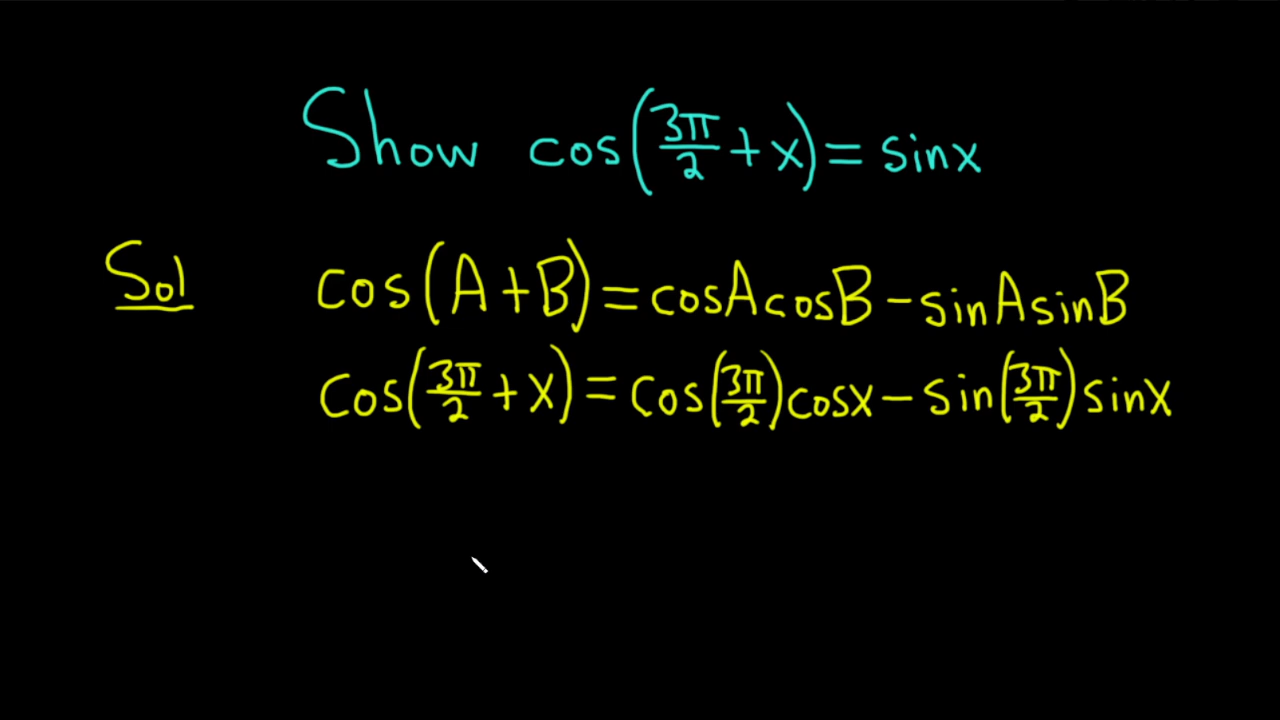 Show cos(3π/2 + x) = sinx
Sol cos(A+B) = cosAcosB - sinAsinB
cos(3π/2 + x) = cos(3π/2)cosx - sin(3π/2)sinx